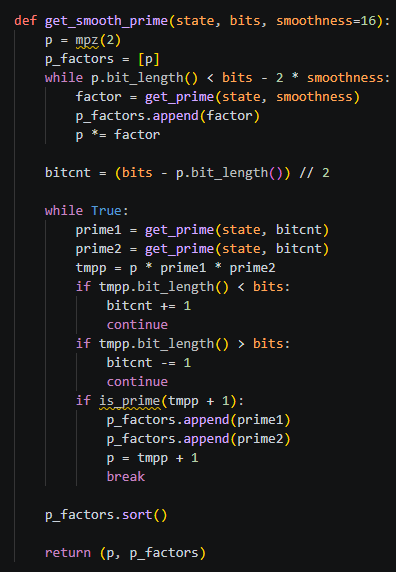 def get_smooth_prime(state, bits, smoothness=16):
    p = mpz(2)
    p_factors = [p]
    while p.bit_length() < bits - 2 * smoothness:
        factor = get_prime(state, smoothness)
        p_factors.append(factor)
        p *= factor

    bitcnt = (bits - p.bit_length()) // 2

    while True:
        prime1 = get_prime(state, bitcnt)
        prime2 = get_prime(state, bitcnt)
        tmpp = p * prime1 * prime2
        if tmpp.bit_length() < bits:
            bitcnt += 1
            continue
        if tmpp.bit_length() > bits:
            bitcnt -= 1
            continue
        if is_prime(tmpp + 1):
            p_factors.append(prime1)
            p_factors.append(prime2)
            p = tmpp + 1
            break

    p_factors.sort()

    return (p, p_factors)